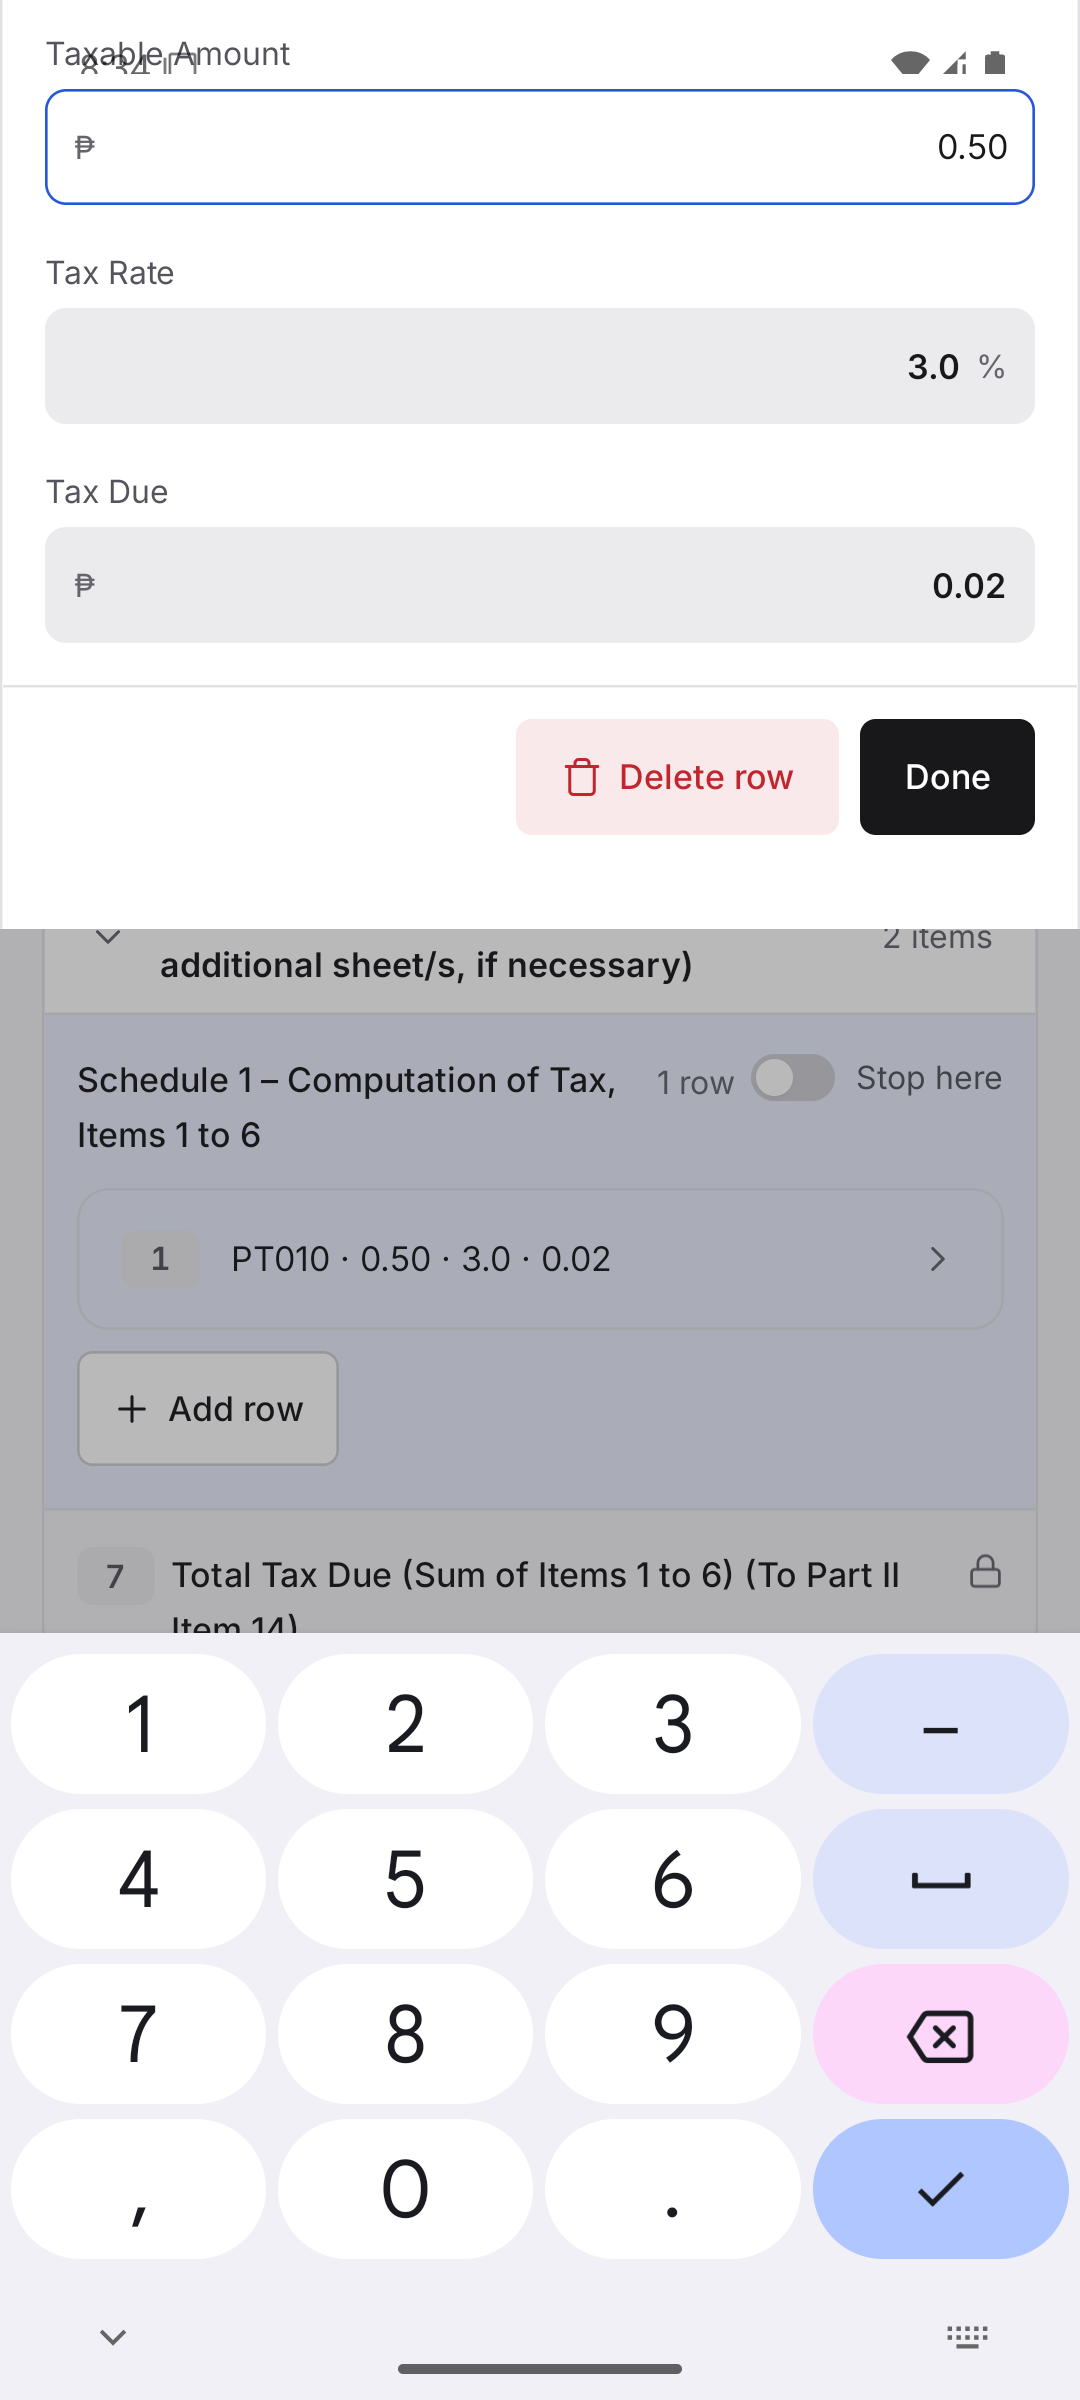 Taxable Amount
8:34
₱ 0.50
Tax Rate
3.0 %
Tax Due
₱ 0.02
Delete row
Done
2 items
additional sheet/s, if necessary)
Schedule 1 – Computation of Tax,
Items 1 to 6
1 row
Stop here
1 PT010 · 0.50 · 3.0 · 0.02
+ Add row
7 Total Tax Due (Sum of Items 1 to 6) (To Part II
Item 14)
1 2 3 –
4 5 6
7 8 9
, 0 .